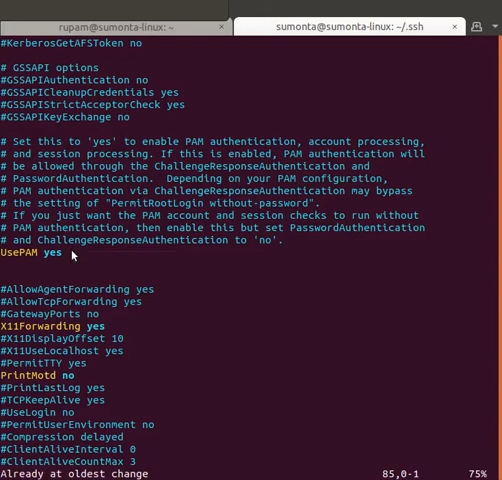 rupam@sumonta-linux: ~
sumonta@sumonta-linux: ~/.ssh
#KerberosGetAFSToken no
# GSSAPI options
#GSSAPIAuthentication no
#GSSAPICleanupCredentials yes
#GSSAPIStrictAcceptorCheck yes
#GSSAPIKeyExchange no
# Set this to 'yes' to enable PAM authentication, account processing,
# and session processing. If this is enabled, PAM authentication will
# be allowed through the ChallengeResponseAuthentication and
# PasswordAuthentication.  Depending on your PAM configuration,
# PAM authentication via ChallengeResponseAuthentication may bypass
# the setting of "PermitRootLogin without-password".
# If you just want the PAM account and session checks to run without
# PAM authentication, then enable this but set PasswordAuthentication
# and ChallengeResponseAuthentication to 'no'.
UsePAM yes
#AllowAgentForwarding yes
#AllowTcpForwarding yes
#GatewayPorts no
X11Forwarding yes
#X11DisplayOffset 10
#X11UseLocalhost yes
#PermitTTY yes
PrintMotd no
#PrintLastLog yes
#TCPKeepAlive yes
#UseLogin no
#PermitUserEnvironment no
#Compression delayed
#ClientAliveInterval 0
#ClientAliveCountMax 3
Already at oldest change 85,0-1 75%